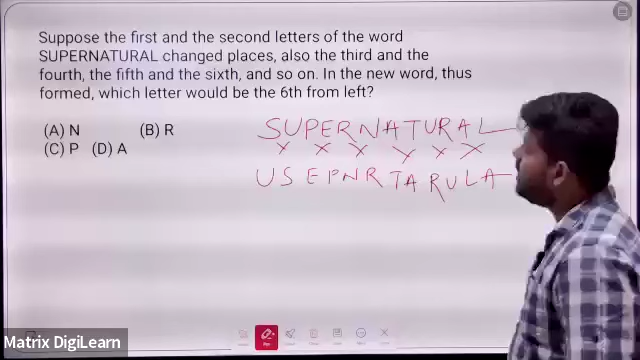 Suppose the first and the second letters of the word
SUPERNATURAL changed places, also the third and the
fourth, the fifth and the sixth, and so on. In the new word, thus
formed, which letter would be the 6th from left?
(A) N (B) R
(C) P (D) A
SUPERNATURAL
USEPNRTARULA
Matrix DigiLearn